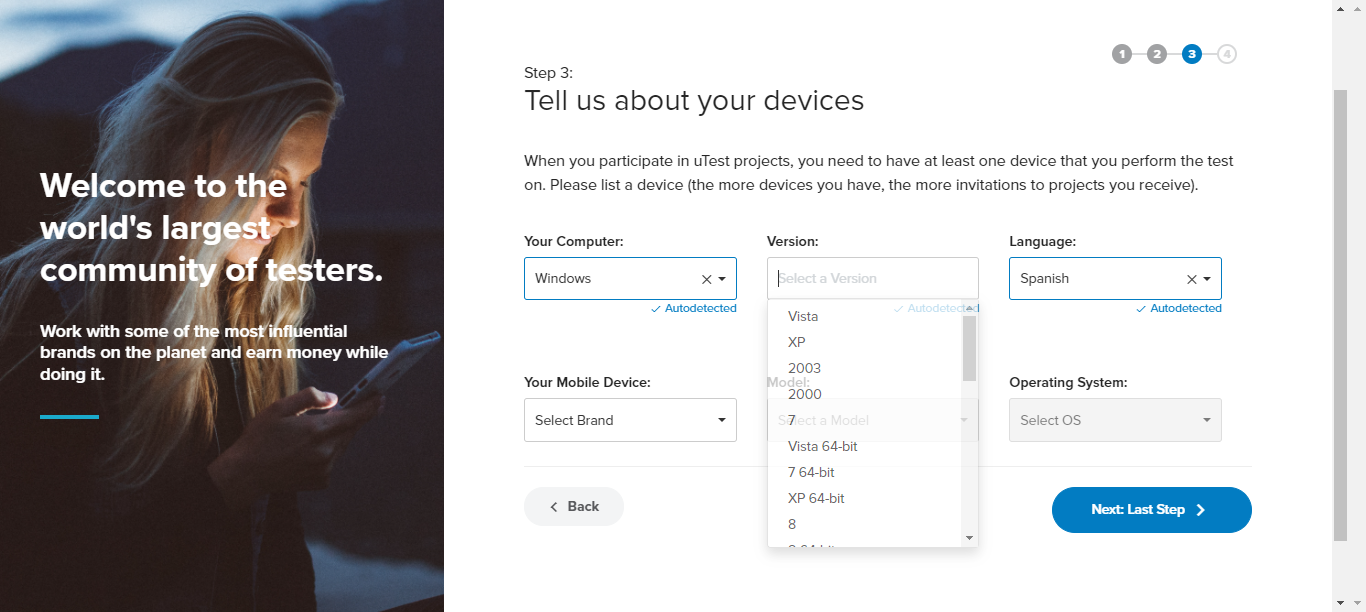 Welcome to the
world's largest
community of testers.
Work with some of the most influential
brands on the planet and earn money while
doing it.
1 2 3 4
Step 3:
Tell us about your devices
When you participate in uTest projects, you need to have at least one device that you perform the test
on. Please list a device (the more devices you have, the more invitations to projects you receive).
Your Computer: Version: Language:
Windows Select a Version Spanish
Autodetected Autodetected Autodetected
Vista
XP
2003
Your Mobile Device: Model: Operating System:
2000
Select Brand Select a Model Select OS
7
Vista 64-bit
7 64-bit
XP 64-bit
8
Back Next: Last Step